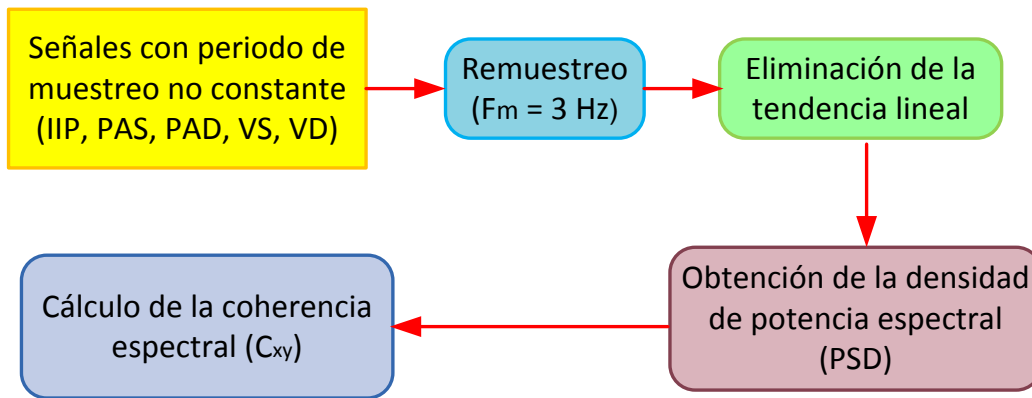 Señales con periodo de
muestreo no constante
(IIP, PAS, PAD, VS, VD)
Remuestreo
(Fm = 3 Hz)
Eliminación de la
tendencia lineal
Obtención de la densidad
de potencia espectral
(PSD)
Cálculo de la coherencia
espectral (Cxy)